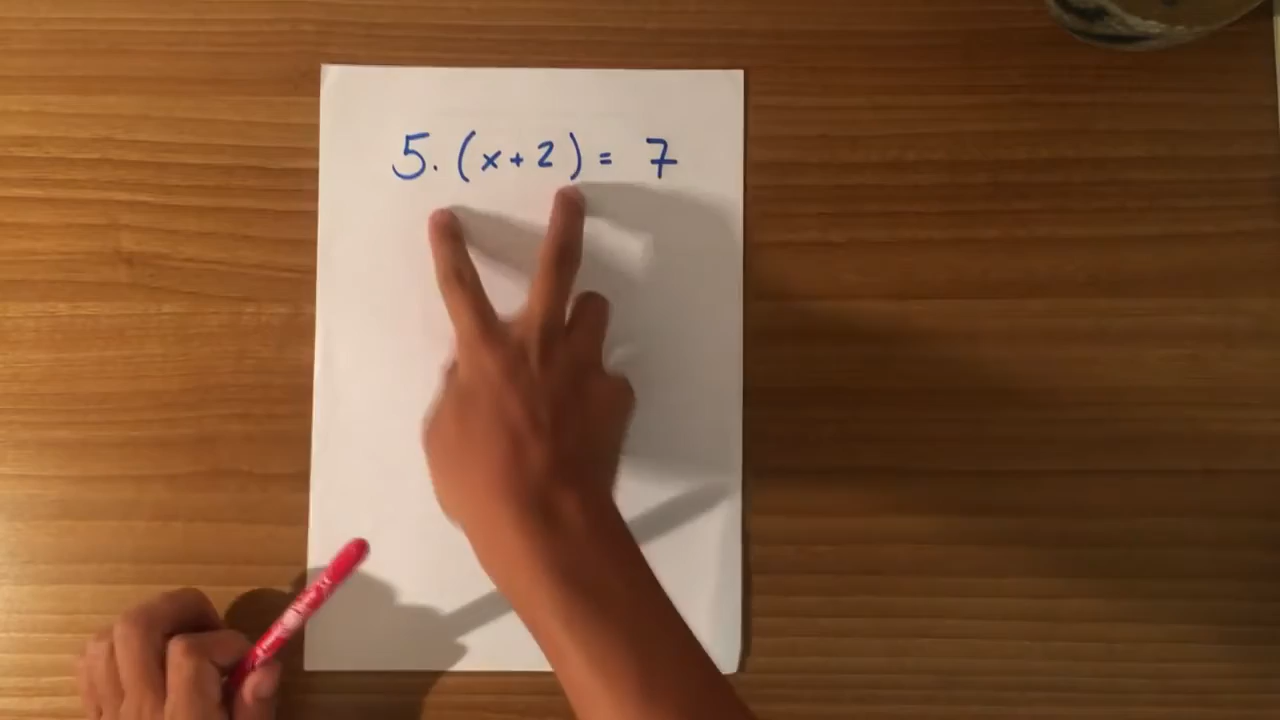 5. (x+2) = 7